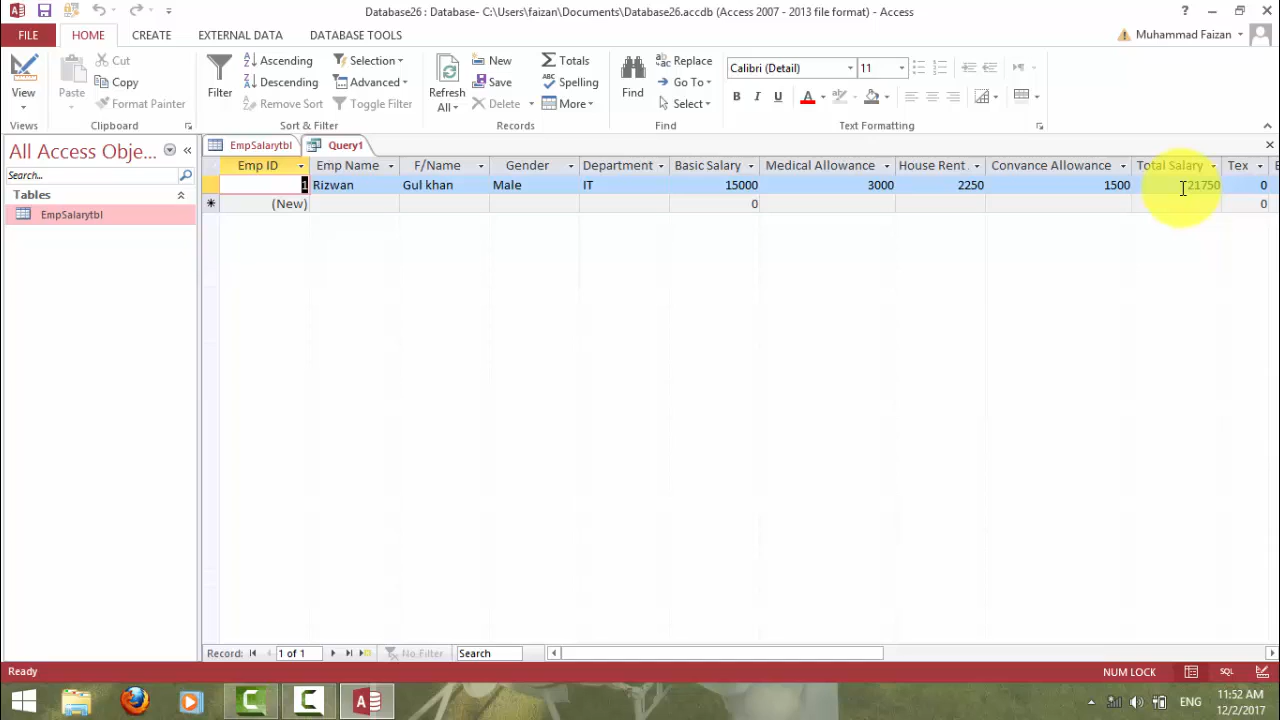 Database26 : Database- C:\Users\faizan\Documents\Database26.accdb (Access 2007 - 2013 file format) - Access
?
FILE HOME CREATE EXTERNAL DATA DATABASE TOOLS
Muhammad Faizan
View
Views
Paste
Cut
Copy
Format Painter
Clipboard
Filter
Ascending
Descending
Remove Sort
Selection
Advanced
Toggle Filter
Sort & Filter
Refresh
All
New
Save
Delete
Totals
Spelling
More
Records
Find
Replace
Go To
Select
Find
Calibri (Detail) 11
B I U A
Text Formatting
All Access Obje...
Search...
Tables
EmpSalarytbl
EmpSalarytbl Query1
Emp ID Emp Name F/Name Gender Department Basic Salary Medical Allowance House Rent Convance Allowance Total Salary Tex
1 Rizwan Gul khan Male IT 15000 3000 2250 1500 21750 0
(New) 0 0
Record: 1 of 1 No Filter Search
Ready
NUM LOCK SQL
ENG
11:52 AM
12/2/2017